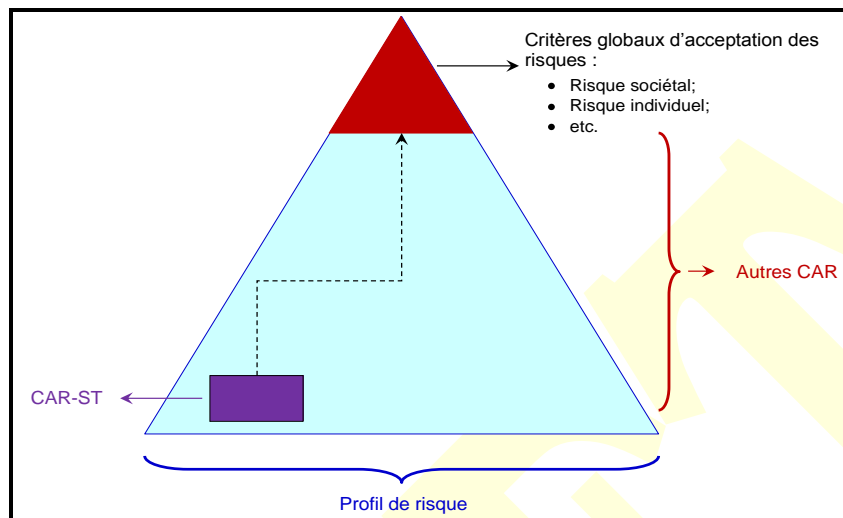 Critères globaux d'acceptation des
risques :
• Risque sociétal;
• Risque individuel;
• etc.
Autres CAR
CAR-ST
Profil de risque